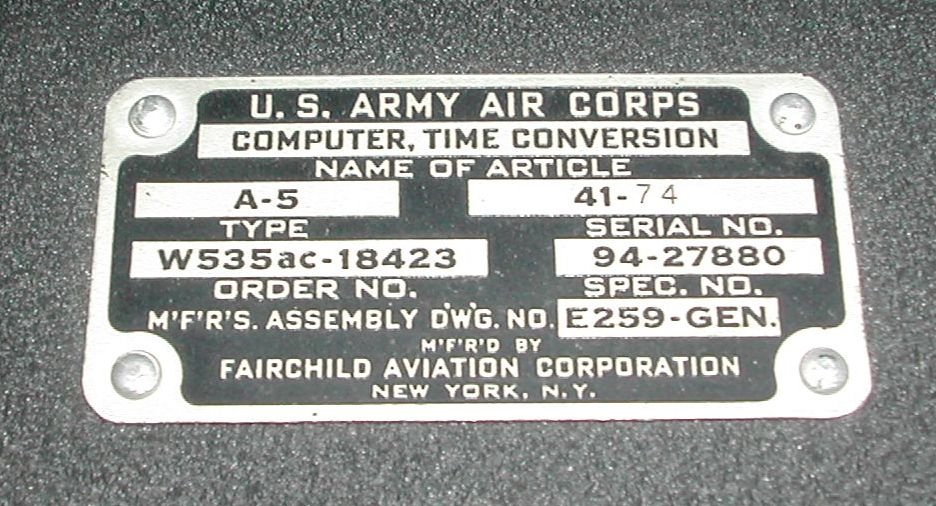 U. S. ARMY AIR CORPS
COMPUTER, TIME CONVERSION
NAME OF ARTICLE
A-5 41-74
TYPE SERIAL NO.
W535ac-18423 94-27880
ORDER NO. SPEC. NO.
M'F'R'S. ASSEMBLY DW'G. NO. E259-GEN.
M'F'R'D BY
FAIRCHILD AVIATION CORPORATION
NEW YORK, N.Y.